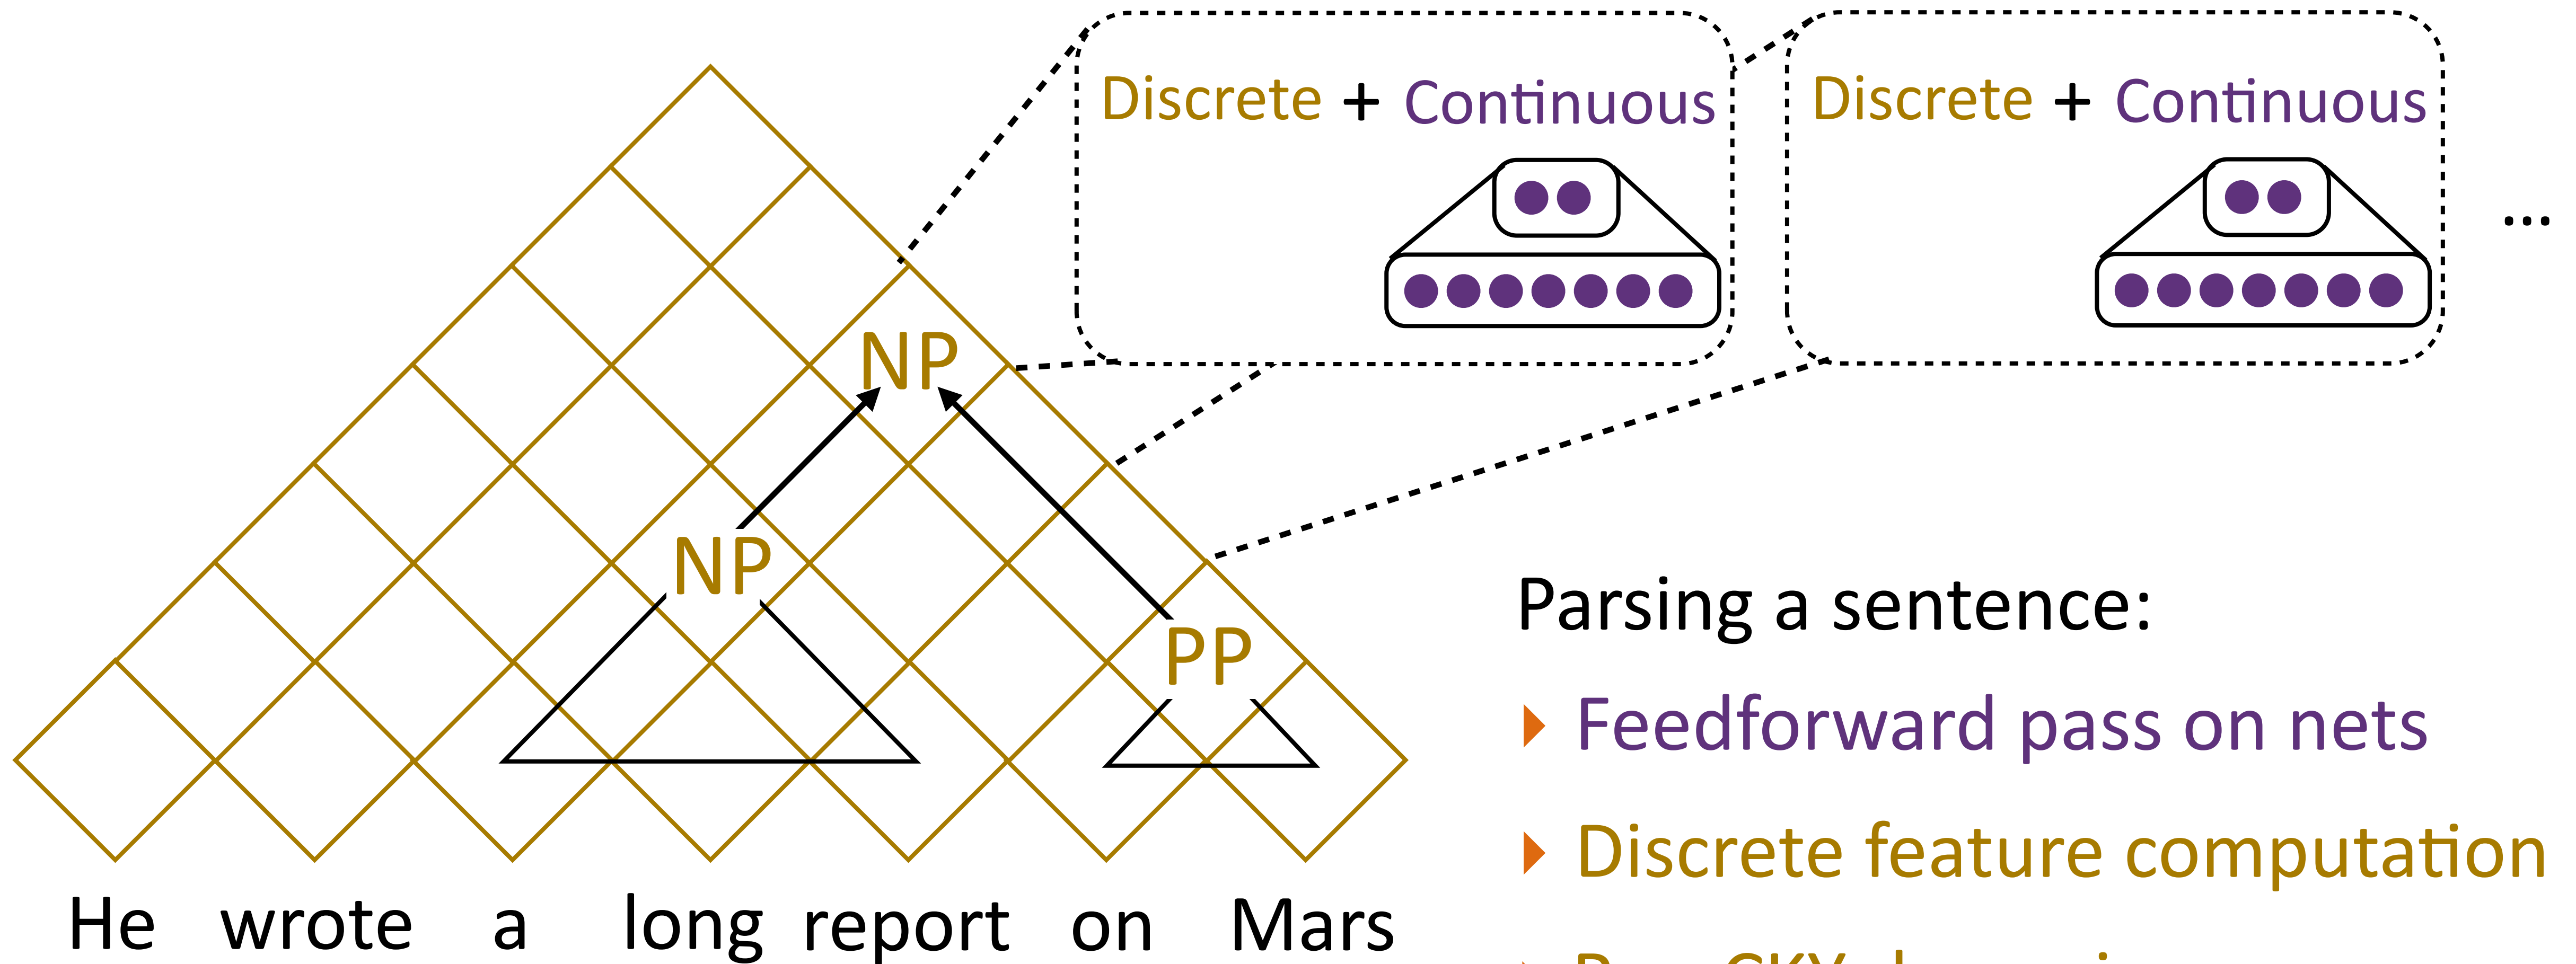 Discrete + Continuous
Discrete + Continuous
...
NP
NP
PP
Parsing a sentence:
Feedforward pass on nets
Discrete feature computation
He wrote a long report on Mars